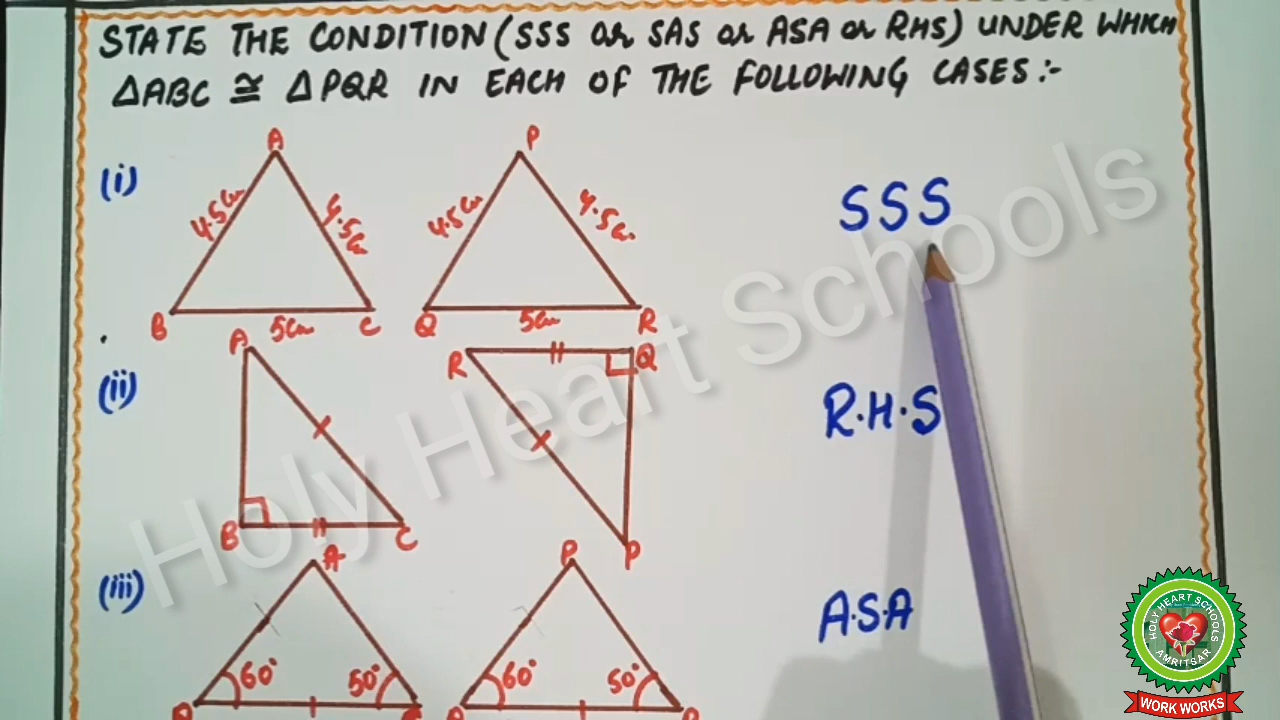 STATE THE CONDITION (SSS or SAS or ASA or RHS) UNDER WHICH
ΔABC ≅ ΔPQR IN EACH OF THE FOLLOWING CASES:-
(i)
A
P
4.5cm
4.5cm
4.5cm
4.5cm
SSS
B
5cm
C
Q
5cm
R
(ii)
A
R
Q
R.H.S
B
C
P
(iii)
A
P
A.S.A
60°
50°
60°
50°
Holy Heart Schools
HOLY HEART SCHOOLS
AMRITSAR
WORK WORKS